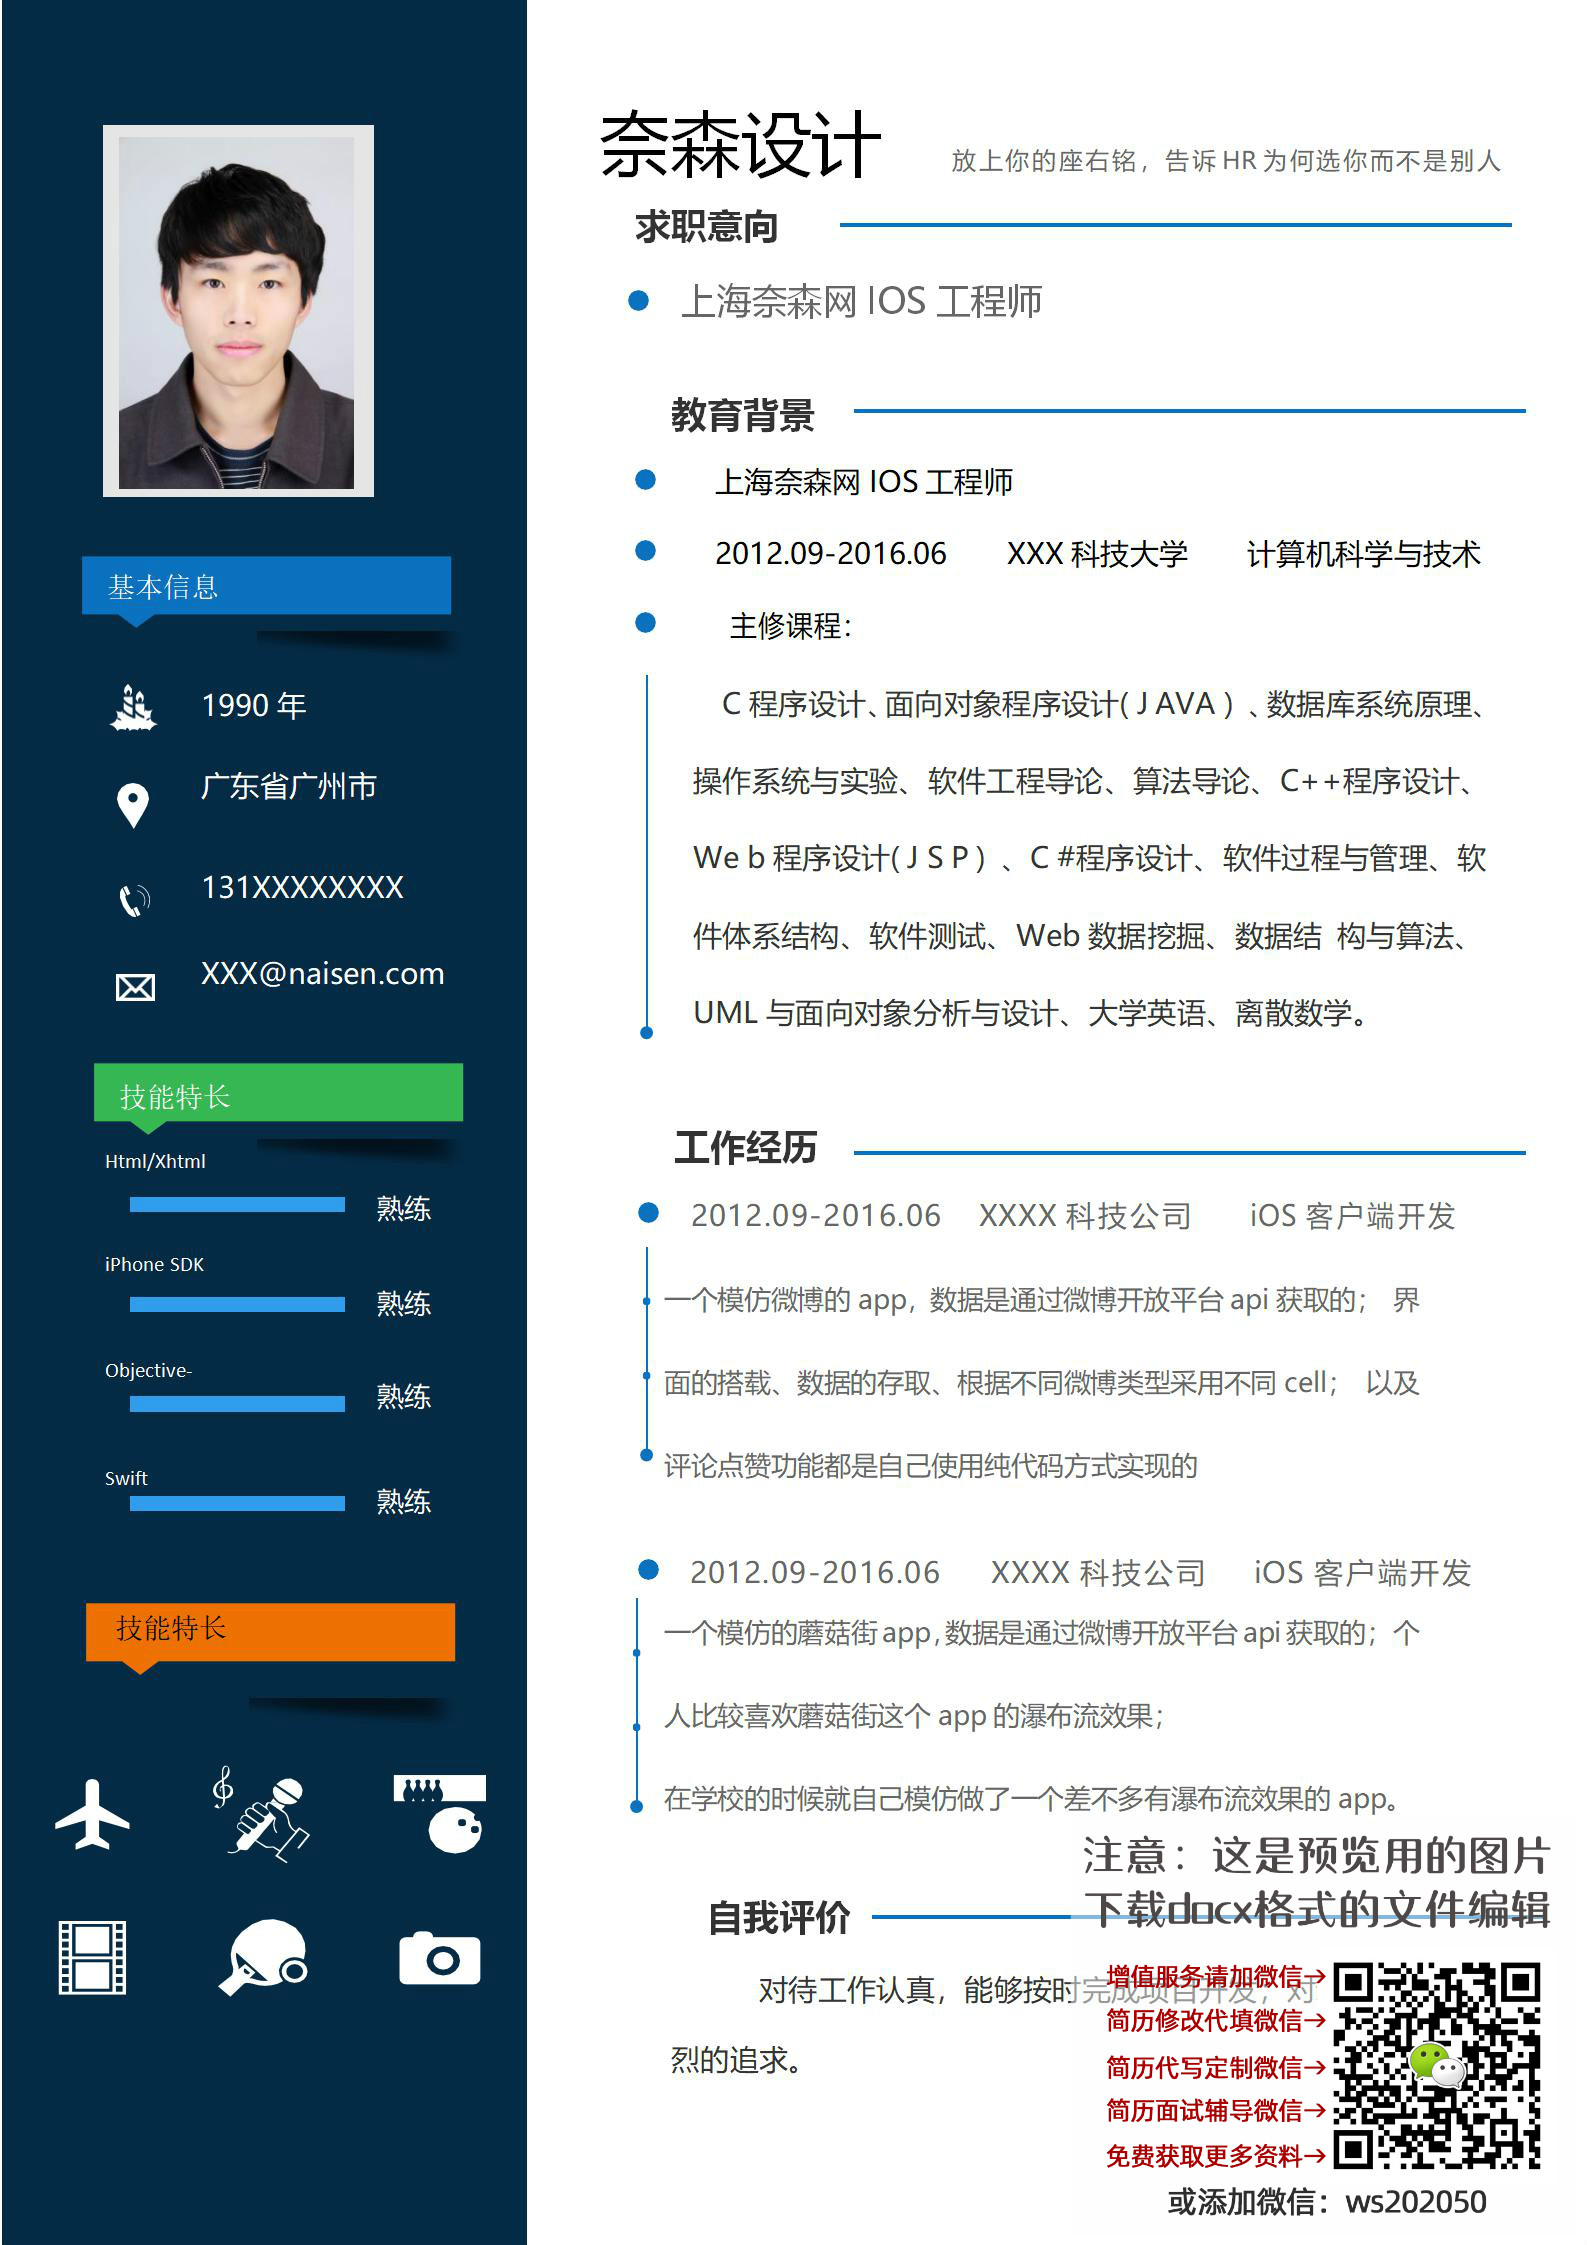 奈森设计
放上你的座右铭，告诉 HR 为何选你而不是别人
求职意向
上海奈森网 IOS 工程师
教育背景
上海奈森网 IOS 工程师
2012.09-2016.06 XXX 科技大学 计算机科学与技术
主修课程：
C 程序设计、面向对象程序设计( J AVA ) 、数据库系统原理、
操作系统与实验、软件工程导论、算法导论、C++程序设计、
We b 程序设计( J S P ) 、C #程序设计、软件过程与管理、软
件体系结构、软件测试、Web 数据挖掘、数据结 构与算法、
UML 与面向对象分析与设计、大学英语、离散数学。
工作经历
2012.09-2016.06 XXXX 科技公司 iOS 客户端开发
一个模仿微博的 app，数据是通过微博开放平台 api 获取的； 界
面的搭载、数据的存取、根据不同微博类型采用不同 cell； 以及
评论点赞功能都是自己使用纯代码方式实现的
2012.09-2016.06 XXXX 科技公司 iOS 客户端开发
一个模仿的蘑菇街 app，数据是通过微博开放平台 api 获取的；个
人比较喜欢蘑菇街这个 app 的瀑布流效果；
在学校的时候就自己模仿做了一个差不多有瀑布流效果的 app。
自我评价
对待工作认真，能够按时完成项目开发，对
烈的追求。
基本信息
1990 年
广东省广州市
131XXXXXXXX
XXX@naisen.com
技能特长
Html/Xhtml
熟练
iPhone SDK
熟练
Objective-
熟练
Swift
熟练
技能特长
注意：这是预览用的图片
下载docx格式的文件编辑
增值服务请加微信→
简历修改代填微信→
简历代写定制微信→
简历面试辅导微信→
免费获取更多资料→
或添加微信：ws202050